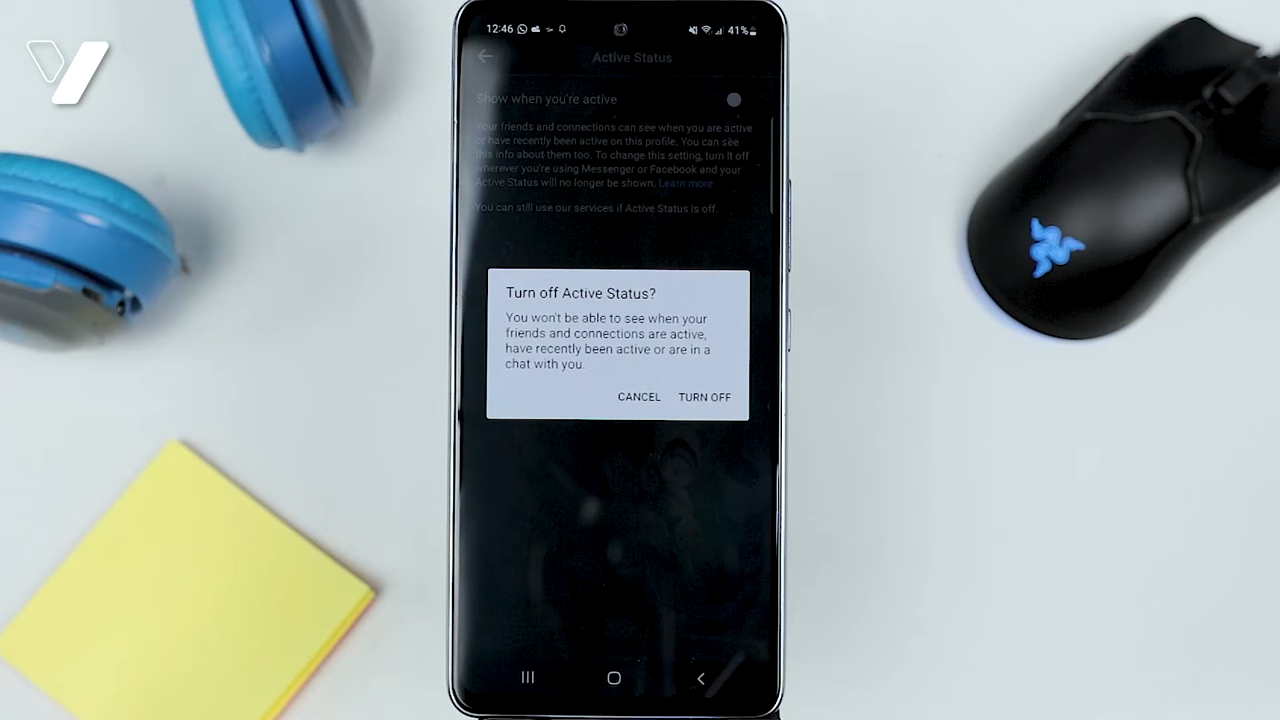 12:46
41%
Active Status
Show when you're active
Your friends and connections can see when you are active
or have recently been active on this profile. You can see
this info about them too. To change this setting, turn it off
wherever you're using Messenger or Facebook and your
Active Status will no longer be shown. Learn more
You can still use our services if Active Status is off.
Turn off Active Status?
You won't be able to see when your
friends and connections are active,
have recently been active or are in a
chat with you.
CANCEL TURN OFF